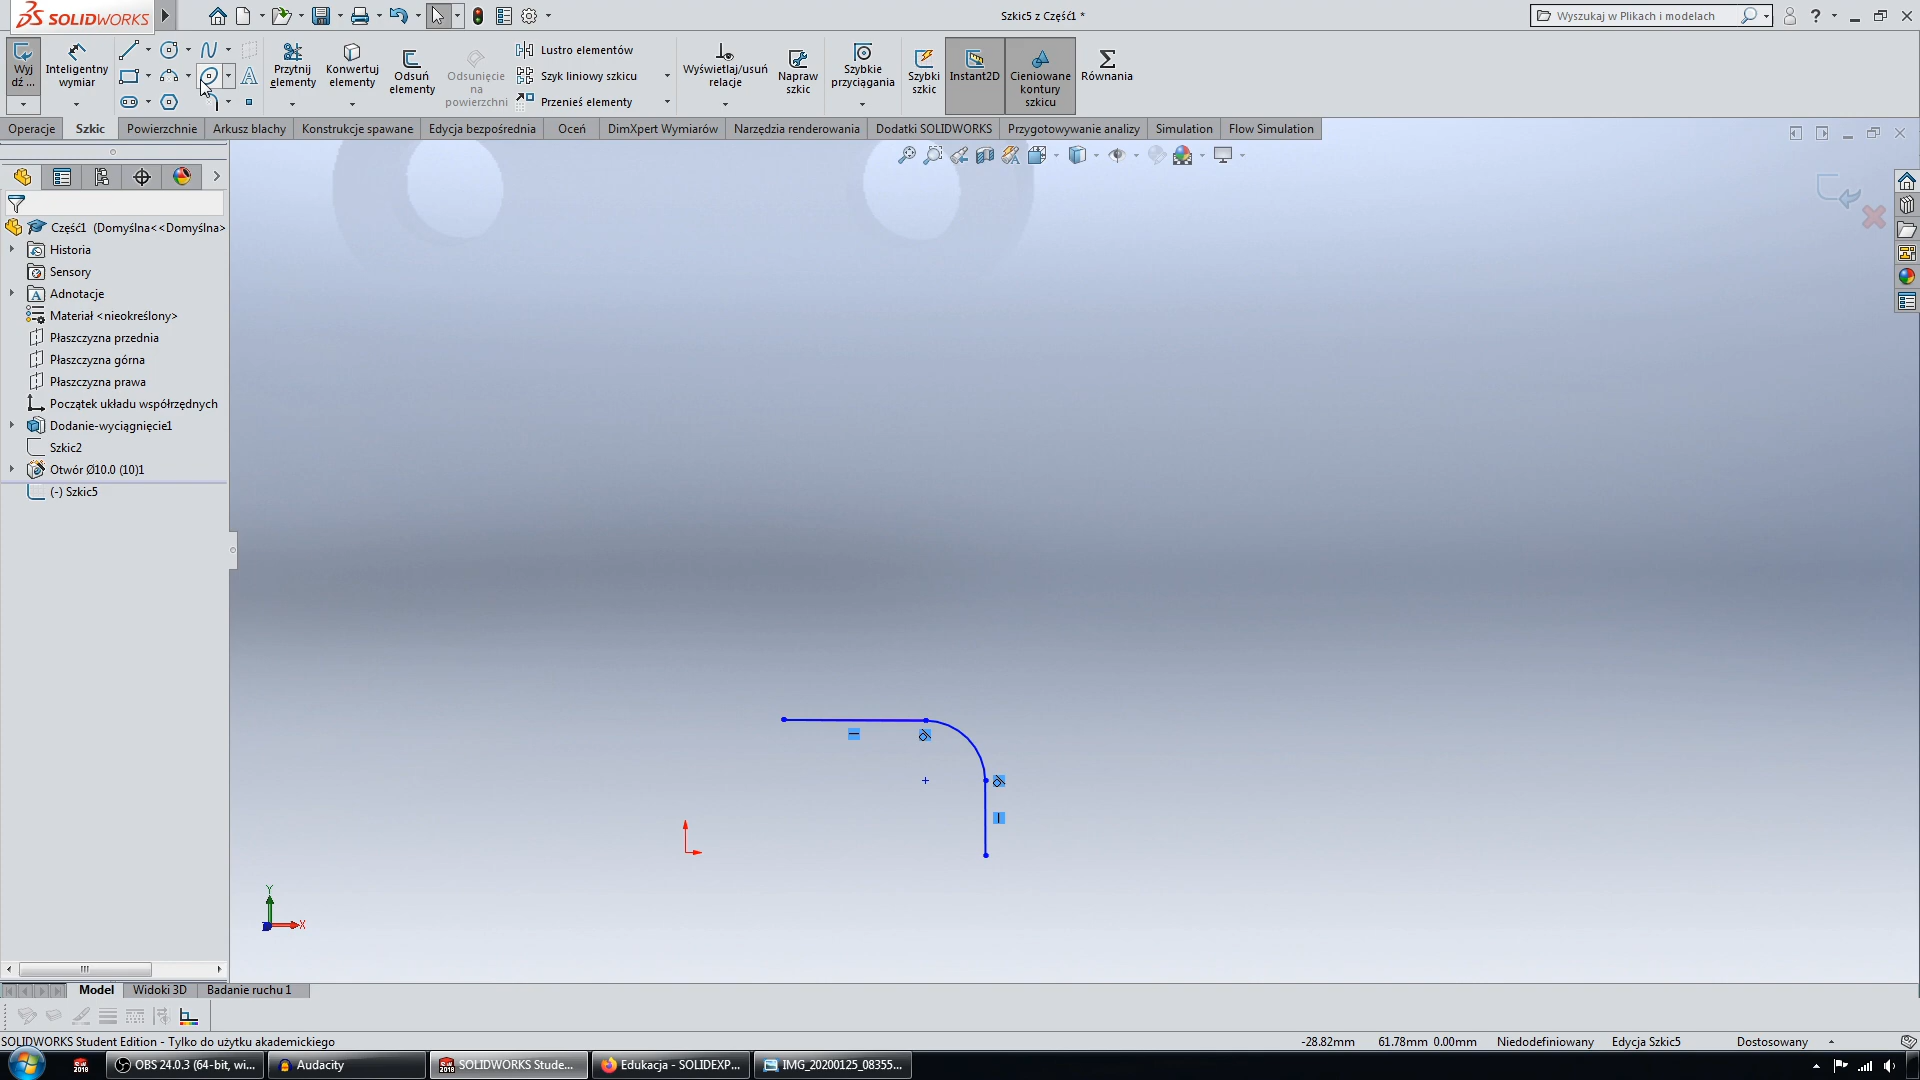 SOLIDWORKS
Szkic5 z Część1 *
Wyszukaj w Plikach i modelach
Wyj
dź ...
Inteligentny
wymiar
Przytnij
elementy
Konwertuj
elementy
Odsuń
elementy
Odsunięcie
na
powierzchni
Lustro elementów
Szyk liniowy szkicu
Przenieś elementy
Wyświetlaj/usuń
relacje
Napraw
szkic
Szybkie
przyciągania
Szybki
szkic
Instant2D
Cieniowane
kontury
szkicu
Równania
Operacje
Szkic
Powierzchnie
Arkusz blachy
Konstrukcje spawane
Edycja bezpośrednia
Oceń
DimXpert Wymiarów
Narzędzia renderowania
Dodatki SOLIDWORKS
Przygotowywanie analizy
Simulation
Flow Simulation
Część1 (Domyślna<<Domyślna>
Historia
Sensory
Adnotacje
Materiał <nieokreślony>
Płaszczyzna przednia
Płaszczyzna górna
Płaszczyzna prawa
Początek układu współrzędnych
Dodanie-wyciągnięcie1
Szkic2
Otwór Ø10.0 (10)1
(-) Szkic5
Y
X
Model
Widoki 3D
Badanie ruchu 1
SOLIDWORKS Student Edition - Tylko do użytku akademickiego
-28.82mm
61.78mm 0.00mm
Niedodefiniowany
Edycja Szkic5
Dostosowany
2018
OBS 24.0.3 (64-bit, wi...
Audacity
2018
SOLIDWORKS Stude...
Edukacja - SOLIDEXP...
IMG_20200125_08355...